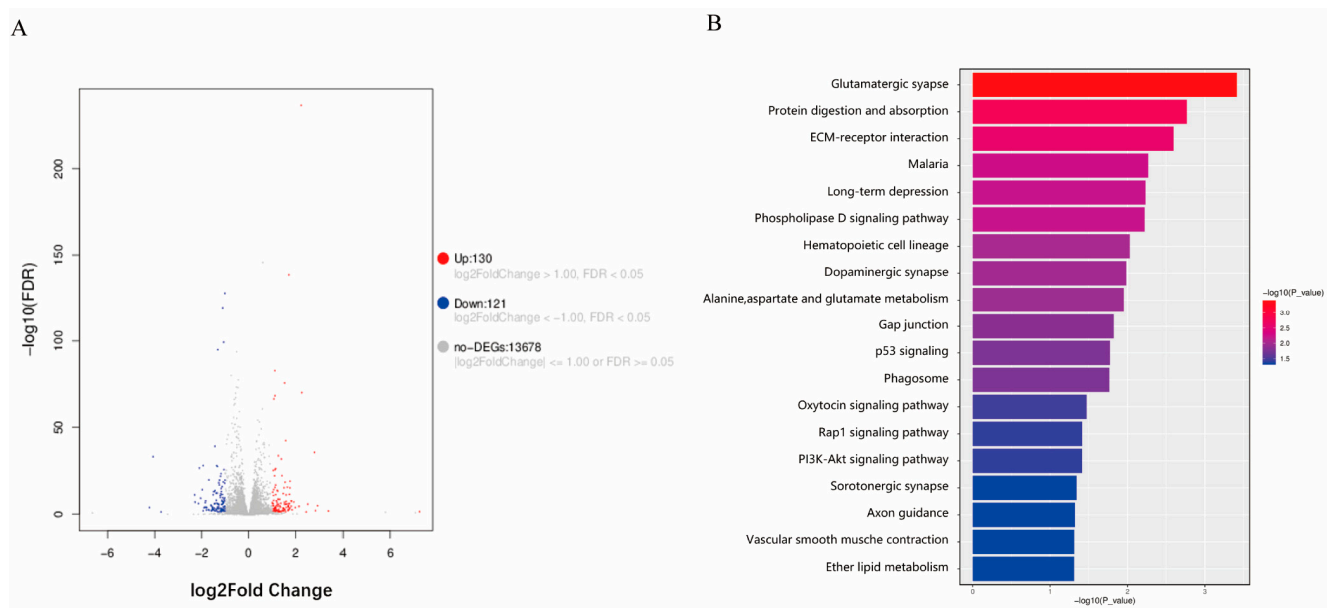 A
−log10(FDR)
200
150
100
50
0
−6
−4
−2
0
2
4
6
log2Fold Change
Up:130
log2FoldChange > 1.00, FDR < 0.05
Down:121
log2FoldChange < −1.00, FDR < 0.05
no-DEGs:13678
|log2FoldChange| <= 1.00 or FDR >= 0.05
B
Glutamatergic syapse
Protein digestion and absorption
ECM-receptor interaction
Malaria
Long-term depression
Phospholipase D signaling pathway
Hematopoietic cell lineage
Dopaminergic synapse
Alanine,aspartate and glutamate metabolism
Gap junction
p53 signaling
Phagosome
Oxytocin signaling pathway
Rap1 signaling pathway
PI3K-Akt signaling pathway
Sorotonergic synapse
Axon guidance
Vascular smooth musche contraction
Ether lipid metabolism
0
1
2
3
−log10(P_value)
−log10(P_value)
3.0
2.5
2.0
1.5